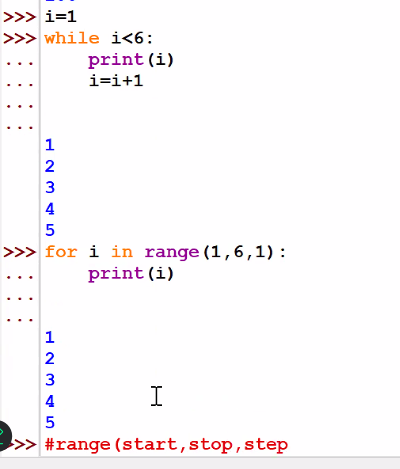 >>> i=1
>>> while i<6:
...     print(i)
...     i=i+1
...
...
1
2
3
4
5
>>> for i in range(1,6,1):
...     print(i)
...
...
1
2
3
4
5
>>> #range(start,stop,step